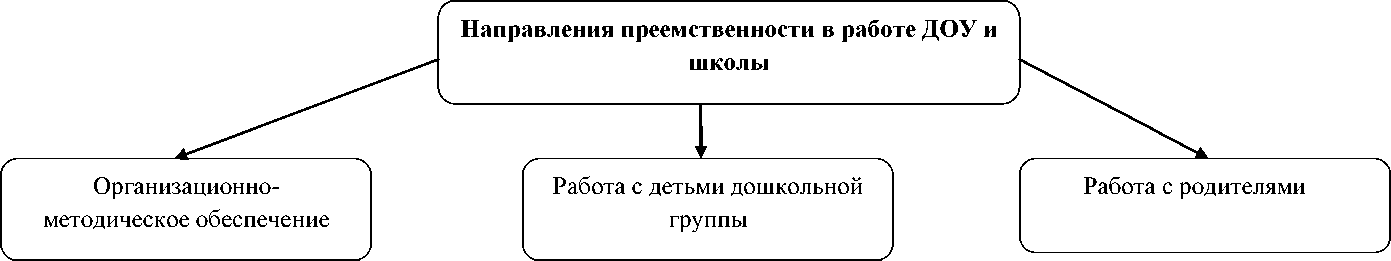 Направления преемственности в работе ДОУ и
школы
Организационно-
методическое обеспечение
Работа с детьми дошкольной
группы
Работа с родителями